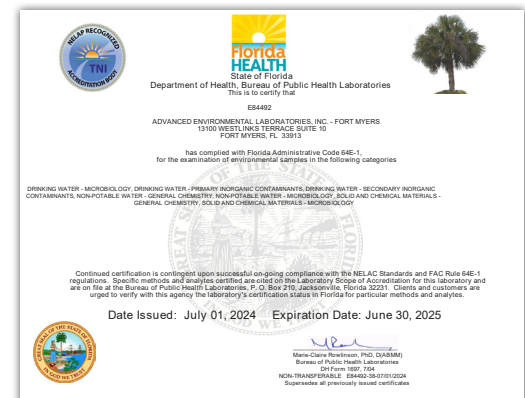 NELAP RECOGNIZED
TNI
ACCREDITATION BODY
Florida
HEALTH
State of Florida
Department of Health, Bureau of Public Health Laboratories
This is to certify that
E84492
ADVANCED ENVIRONMENTAL LABORATORIES, INC. - FORT MYERS
13100 WESTLINKS TERRACE SUITE 10
FORT MYERS, FL 33913
has complied with Florida Administrative Code 64E-1,
for the examination of environmental samples in the following categories
DRINKING WATER - MICROBIOLOGY, DRINKING WATER - PRIMARY INORGANIC CONTAMINANTS, DRINKING WATER - SECONDARY INORGANIC
CONTAMINANTS, NON-POTABLE WATER - GENERAL CHEMISTRY, NON-POTABLE WATER - MICROBIOLOGY, SOLID AND CHEMICAL MATERIALS -
GENERAL CHEMISTRY, SOLID AND CHEMICAL MATERIALS - MICROBIOLOGY
Continued certification is contingent upon successful on-going compliance with the NELAC Standards and FAC Rule 64E-1
regulations. Specific methods and analytes certified are cited on the Laboratory Scope of Accreditation for this laboratory and
are on file at the Bureau of Public Health Laboratories, P. O. Box 210, Jacksonville, Florida 32231. Clients and customers are
urged to verify with this agency the laboratory's certification status in Florida for particular methods and analytes.
Date Issued: July 01, 2024 Expiration Date: June 30, 2025
GREAT SEAL OF THE STATE OF FLORIDA
IN GOD WE TRUST
Marie-Claire Rowlinson, PhD, D(ABMM)
Bureau of Public Health Laboratories
DH Form 1697, 7/04
NON-TRANSFERABLE E84492-38-07/01/2024
Supersedes all previously issued certificates